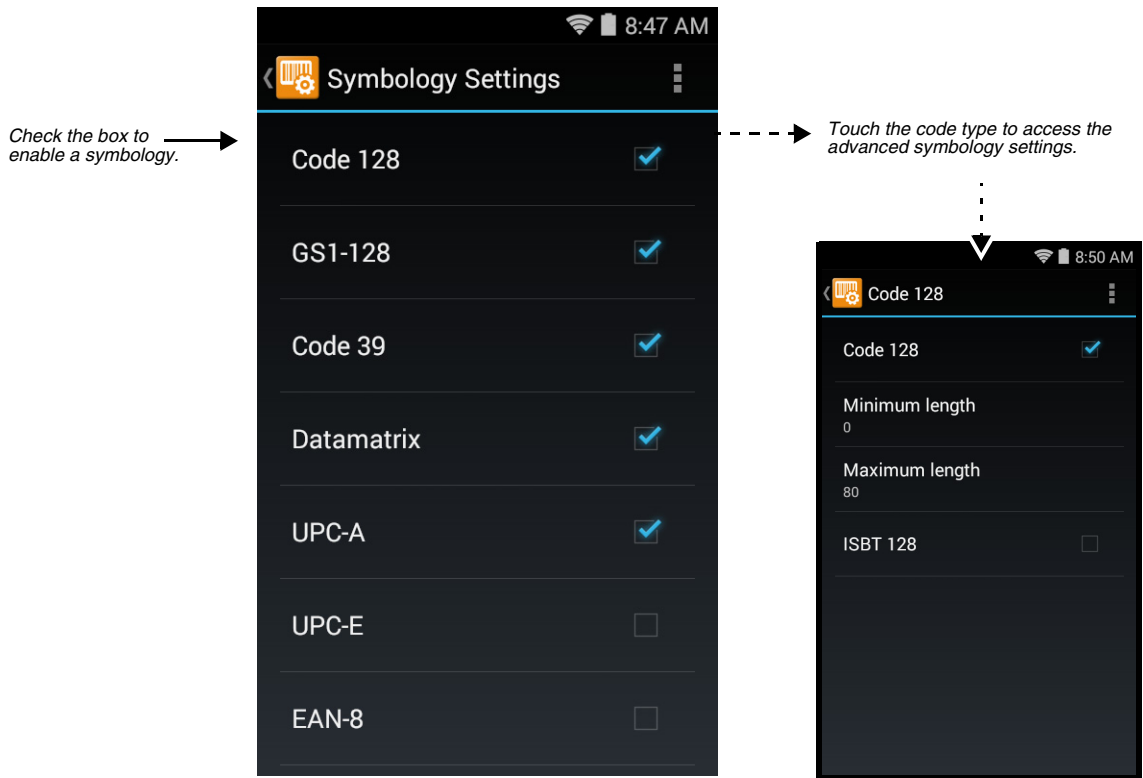 8:47 AM
Symbology Settings
Check the box to
enable a symbology.
Code 128
GS1-128
Code 39
Datamatrix
UPC-A
UPC-E
EAN-8
Touch the code type to access the
advanced symbology settings.
8:50 AM
Code 128
Code 128
Minimum length
0
Maximum length
80
ISBT 128